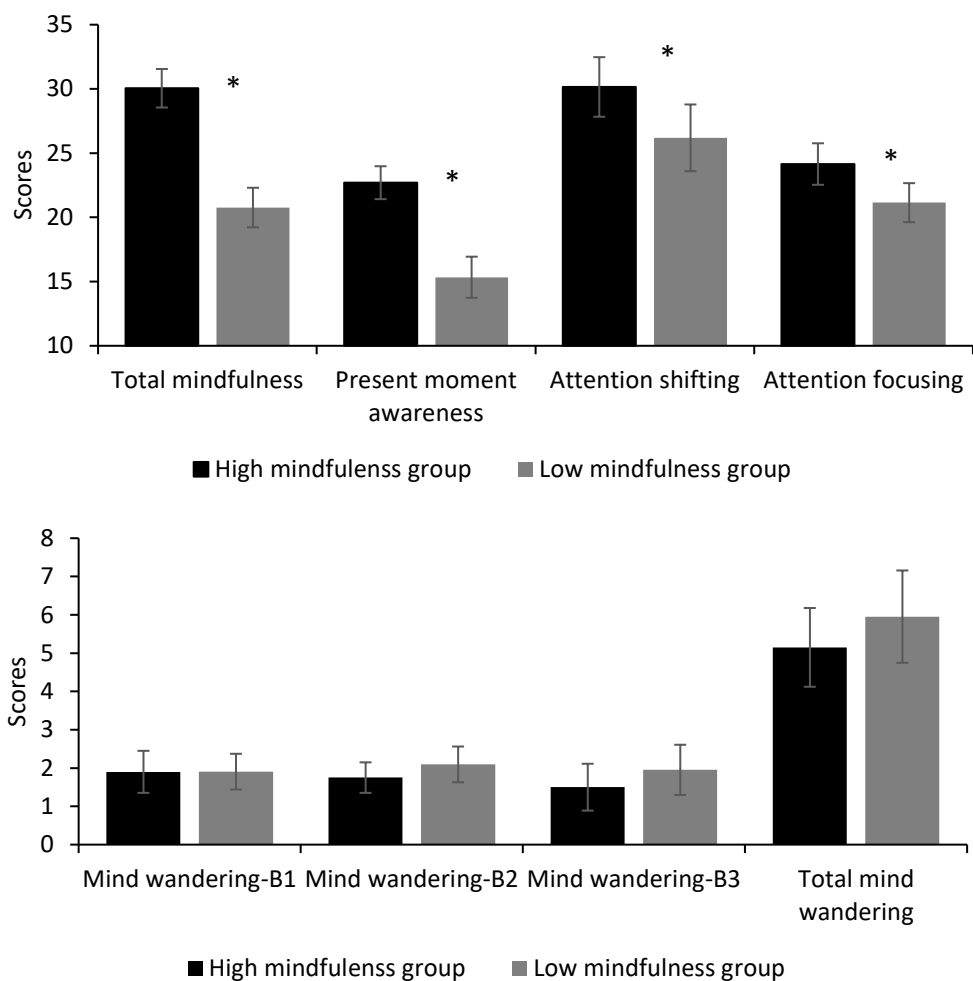 35
30
25
20
15
10
Scores
*
*
*
*
Total mindfulness
Present moment
awareness
Attention shifting
Attention focusing
High mindfulenss group
Low mindfulness group
8
7
6
5
4
3
2
1
0
Scores
Mind wandering-B1
Mind wandering-B2
Mind wandering-B3
Total mind
wandering
High mindfulenss group
Low mindfulness group